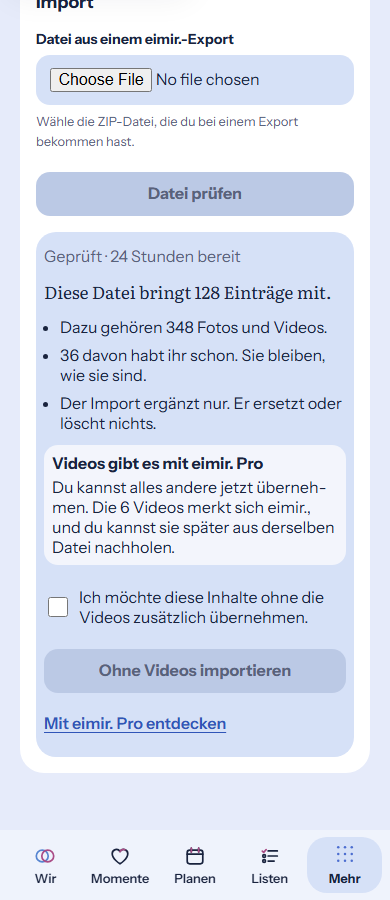 Import
Datei aus einem eimir.-Export
Choose File No file chosen
Wähle die ZIP-Datei, die du bei einem Export
bekommen hast.
Datei prüfen
Geprüft · 24 Stunden bereit
Diese Datei bringt 128 Einträge mit.
• Dazu gehören 348 Fotos und Videos.
• 36 davon habt ihr schon. Sie bleiben,
wie sie sind.
• Der Import ergänzt nur. Er ersetzt oder
löscht nichts.
Videos gibt es mit eimir. Pro
Du kannst alles andere jetzt überneh-
men. Die 6 Videos merkt sich eimir.,
und du kannst sie später aus derselben
Datei nachholen.
Ich möchte diese Inhalte ohne die
Videos zusätzlich übernehmen.
Ohne Videos importieren
Mit eimir. Pro entdecken
Wir Momente Planen Listen Mehr